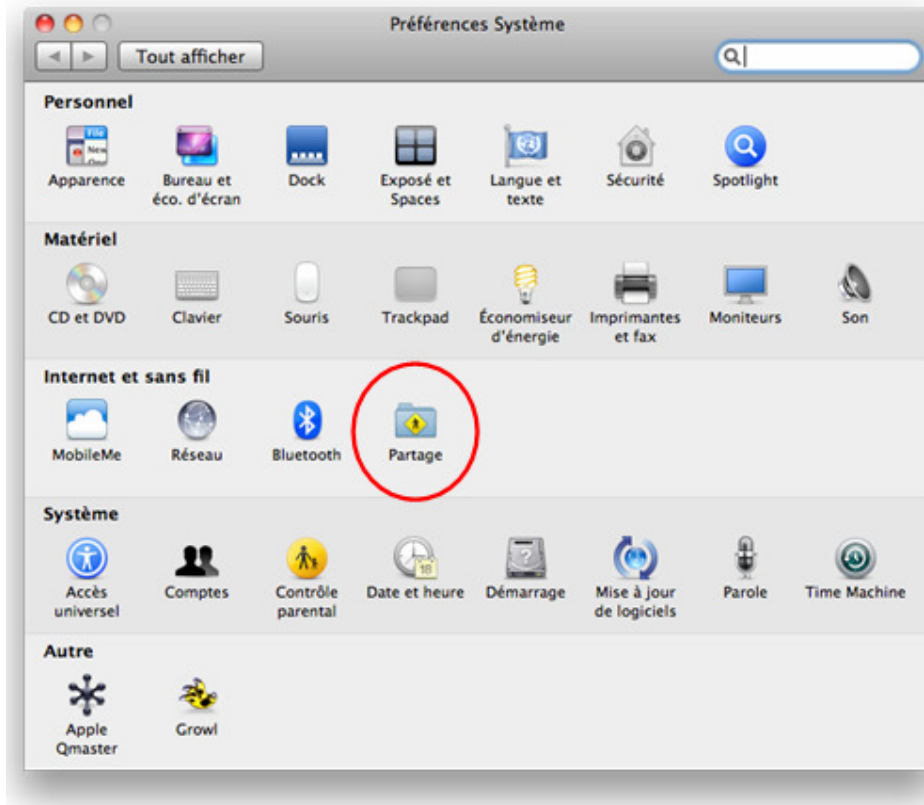 Préférences Système
Tout afficher
Personnel
Apparence
Bureau et
éco. d'écran
Dock
Exposé et
Spaces
Langue et
texte
Sécurité
Spotlight
Matériel
CD et DVD
Clavier
Souris
Trackpad
Économiseur
d'énergie
Imprimantes
et fax
Moniteurs
Son
Internet et sans fil
MobileMe
Réseau
Bluetooth
Partage
Système
Accès
universel
Comptes
Contrôle
parental
Date et heure
18
Démarrage
?
Mise à jour
de logiciels
Parole
Time Machine
Autre
Apple
Qmaster
Growl